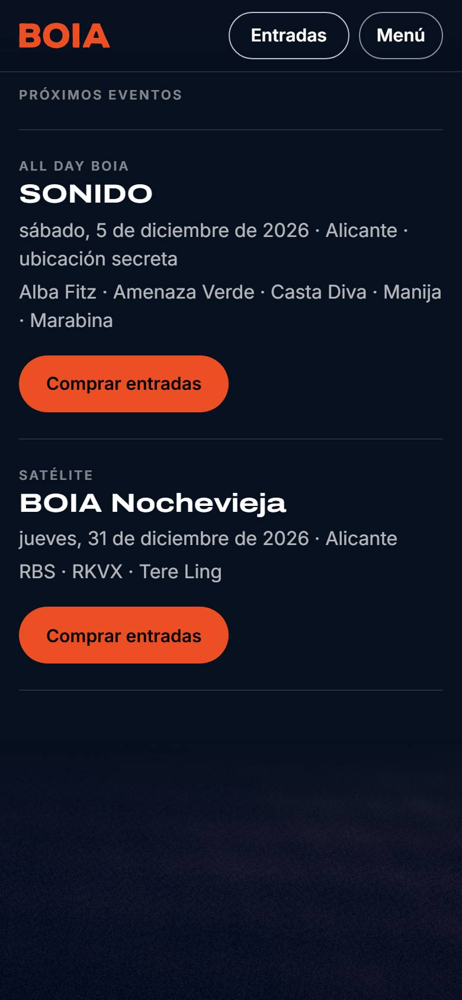 BOIA
Entradas
Menú
PRÓXIMOS EVENTOS
ALL DAY BOIA
SONIDO
sábado, 5 de diciembre de 2026 · Alicante ·
ubicación secreta
Alba Fitz · Amenaza Verde · Casta Diva · Manija
· Marabina
Comprar entradas
SATÉLITE
BOIA Nochevieja
jueves, 31 de diciembre de 2026 · Alicante
RBS · RKVX · Tere Ling
Comprar entradas